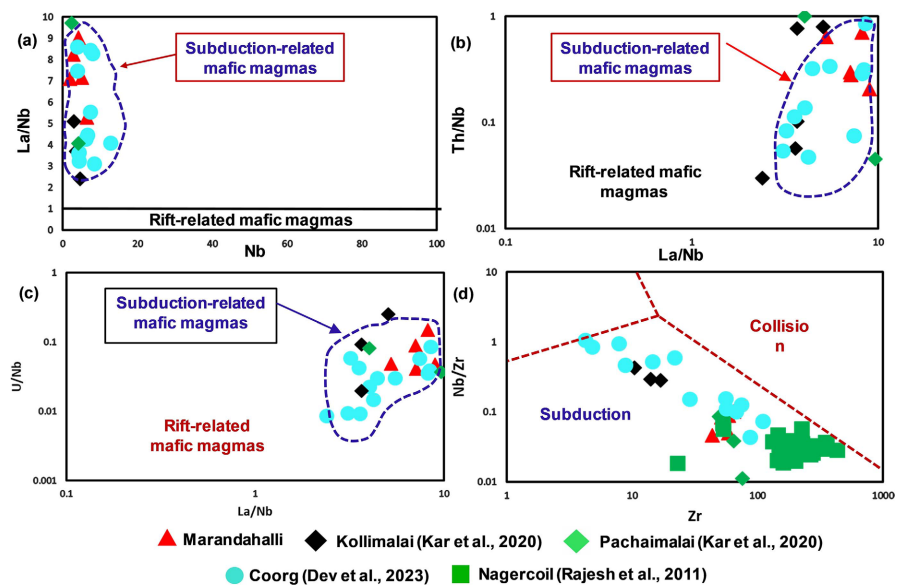 (a)
10
9
8
7
6
5
4
3
2
1
0
La/Nb
Subduction-related
mafic magmas
Rift-related mafic magmas
0
20
40
60
80
100
Nb
(b)
1
0.1
0.01
Th/Nb
Subduction-related
mafic magmas
Rift-related mafic
magmas
0.1
1
10
La/Nb
(c)
1
0.1
0.01
0.001
U/Nb
Subduction-related
mafic magmas
Rift-related
mafic magmas
0.1
1
10
La/Nb
(d)
10
1
0.1
0.01
Nb/Zr
Collisio
n
Subduction
1
10
100
1000
Zr
Marandahalli
Kollimalai (Kar et al., 2020)
Pachaimalai (Kar et al., 2020)
Coorg (Dev et al., 2023)
Nagercoil (Rajesh et al., 2011)